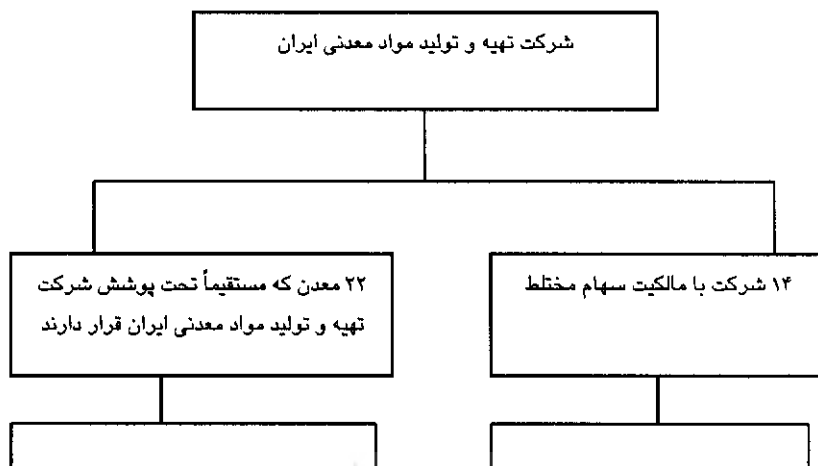 شرکت تهیه و تولید مواد معدنی ایران
۱۴ شرکت با مالکیت سهام مختلط
۲۲ معدن که مستقیماً تحت پوشش شرکت
تهیه و تولید مواد معدنی ایران قرار دارند